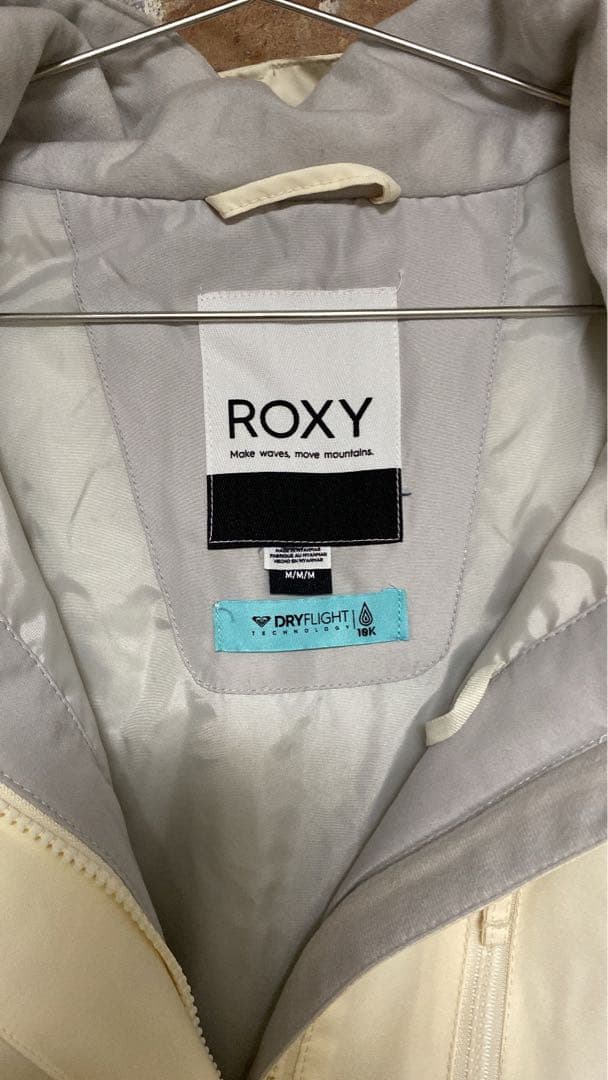 ROXY
Make waves, move mountains.
MADE IN MYANMAR
FABRIQUÉ AU MYANMAR
HECHO EN MYANMAR
M/M/M
DRYFLIGHT
TECHNOLOGY
10K